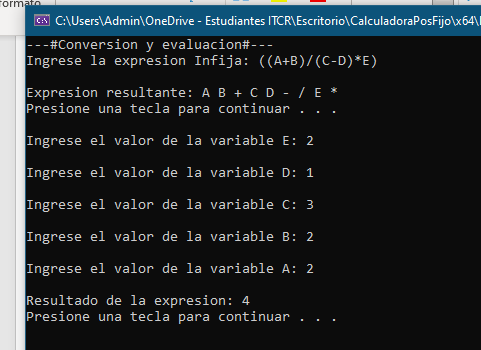 formato
C:\Users\Admin\OneDrive - Estudiantes ITCR\Escritorio\CalculadoraPosFijo\x64\
---#Conversion y evaluacion#---
Ingrese la expresion Infija: ((A+B)/(C-D)*E)
Expresion resultante: A B + C D - / E *
Presione una tecla para continuar . . .
Ingrese el valor de la variable E: 2
Ingrese el valor de la variable D: 1
Ingrese el valor de la variable C: 3
Ingrese el valor de la variable B: 2
Ingrese el valor de la variable A: 2
Resultado de la expresion: 4
Presione una tecla para continuar . . .